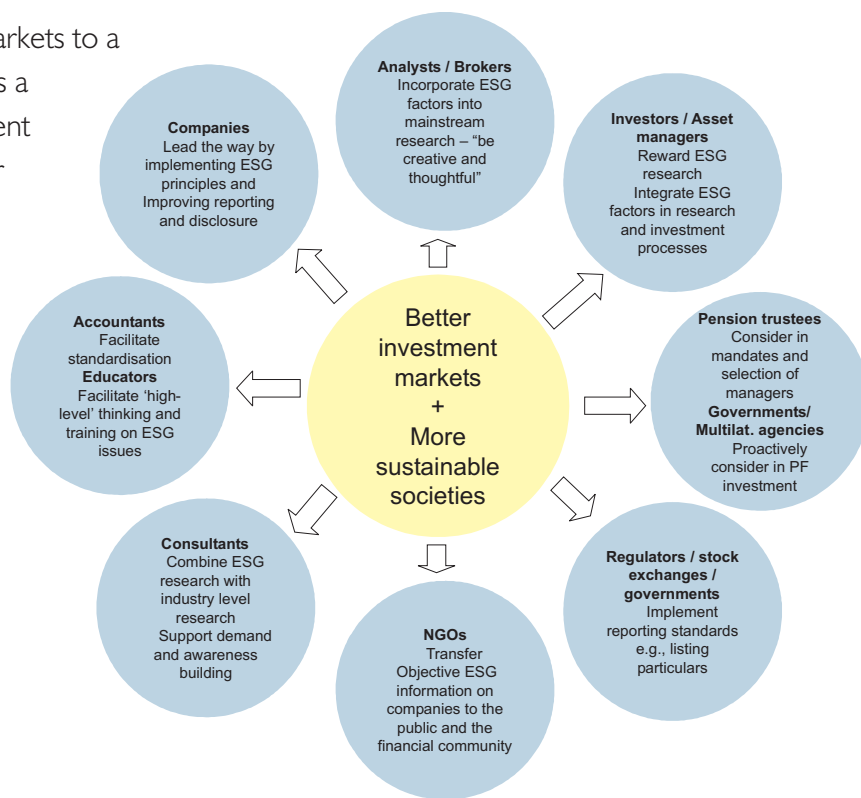 arkets to a
s a
ent
Analysts / Brokers
Incorporate ESG
factors into
mainstream
research – “be
creative and
thoughtful”
Investors / Asset
managers
Reward ESG
research
Integrate ESG
factors in research
and investment
processes
Pension trustees
Consider in
mandates and
selection of
managers
Governments/
Multilat. agencies
Proactively
consider in PF
investment
Regulators / stock
exchanges /
governments
Implement
reporting standards
e.g., listing
particulars
NGOs
Transfer
Objective ESG
information on
companies to the
public and the
financial community
Consultants
Combine ESG
research with
industry level
research
Support demand
and awareness
building
Accountants
Facilitate
standardisation
Educators
Facilitate ‘high-
level’ thinking and
training on ESG
issues
Companies
Lead the way by
implementing ESG
principles and
Improving reporting
and disclosure
Better
investment
markets
+
More
sustainable
societies